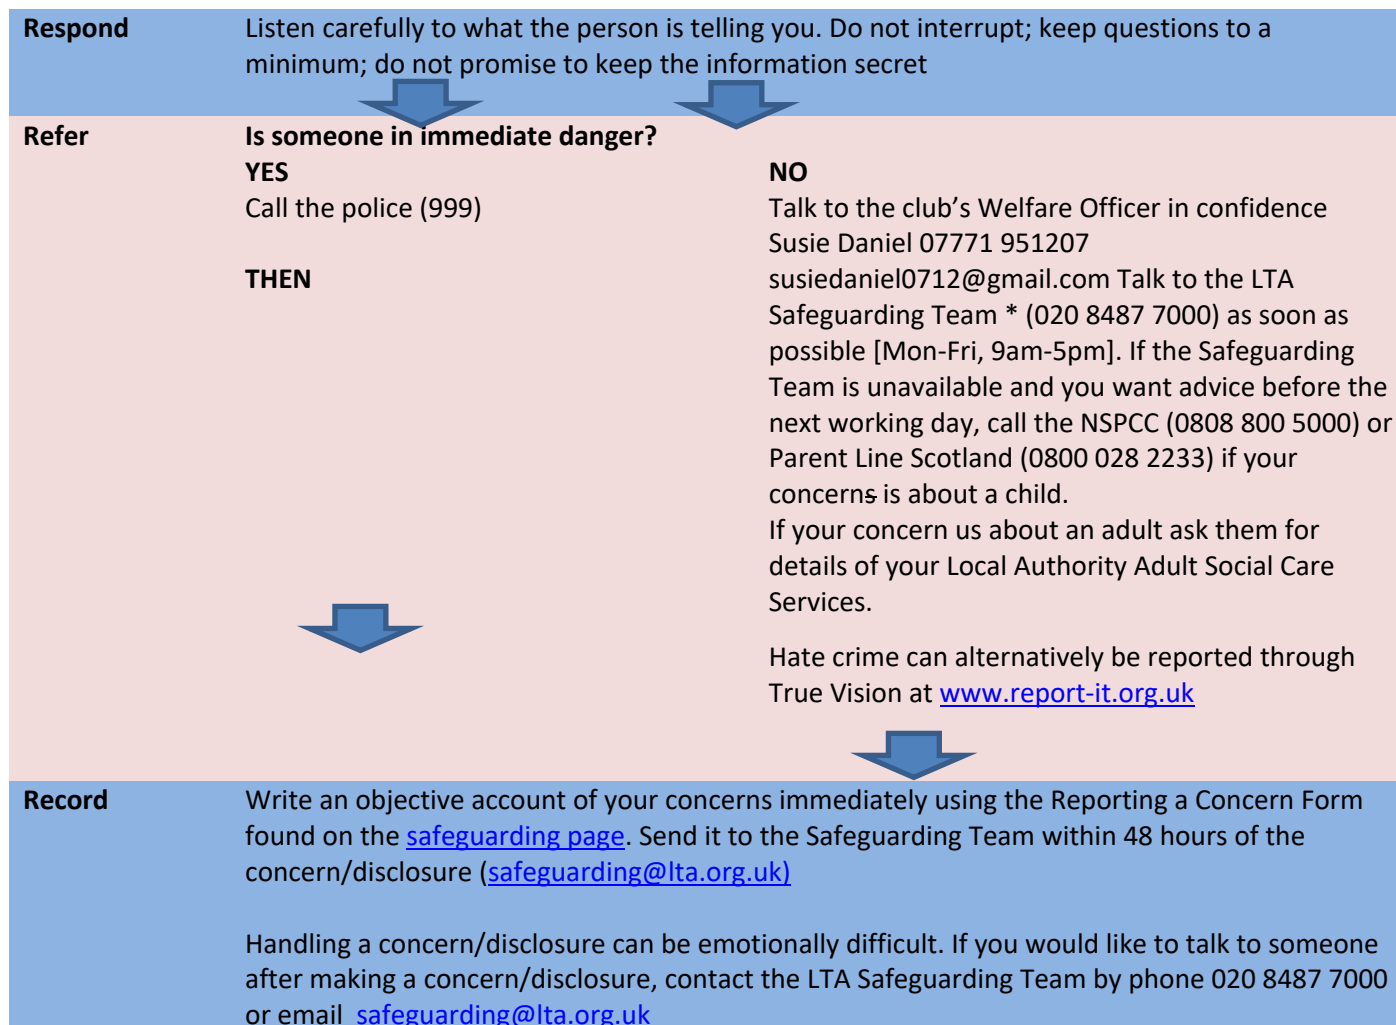 Respond
Listen carefully to what the person is telling you. Do not interrupt; keep questions to a
minimum; do not promise to keep the information secret
Refer
Is someone in immediate danger?
YES
Call the police (999)
THEN
NO
Talk to the club’s Welfare Officer in confidence
Susie Daniel 07771 951207
susiedaniel0712@gmail.com Talk to the LTA
Safeguarding Team * (020 8487 7000) as soon as
possible [Mon-Fri, 9am-5pm]. If the Safeguarding
Team is unavailable and you want advice before the
next working day, call the NSPCC (0808 800 5000) or
Parent Line Scotland (0800 028 2233) if your
concerns is about a child.
If your concern us about an adult ask them for
details of your Local Authority Adult Social Care
Services.
Hate crime can alternatively be reported through
True Vision at www.report-it.org.uk
Record
Write an objective account of your concerns immediately using the Reporting a Concern Form
found on the safeguarding page. Send it to the Safeguarding Team within 48 hours of the
concern/disclosure (safeguarding@lta.org.uk)
Handling a concern/disclosure can be emotionally difficult. If you would like to talk to someone
after making a concern/disclosure, contact the LTA Safeguarding Team by phone 020 8487 7000
or email safeguarding@lta.org.uk